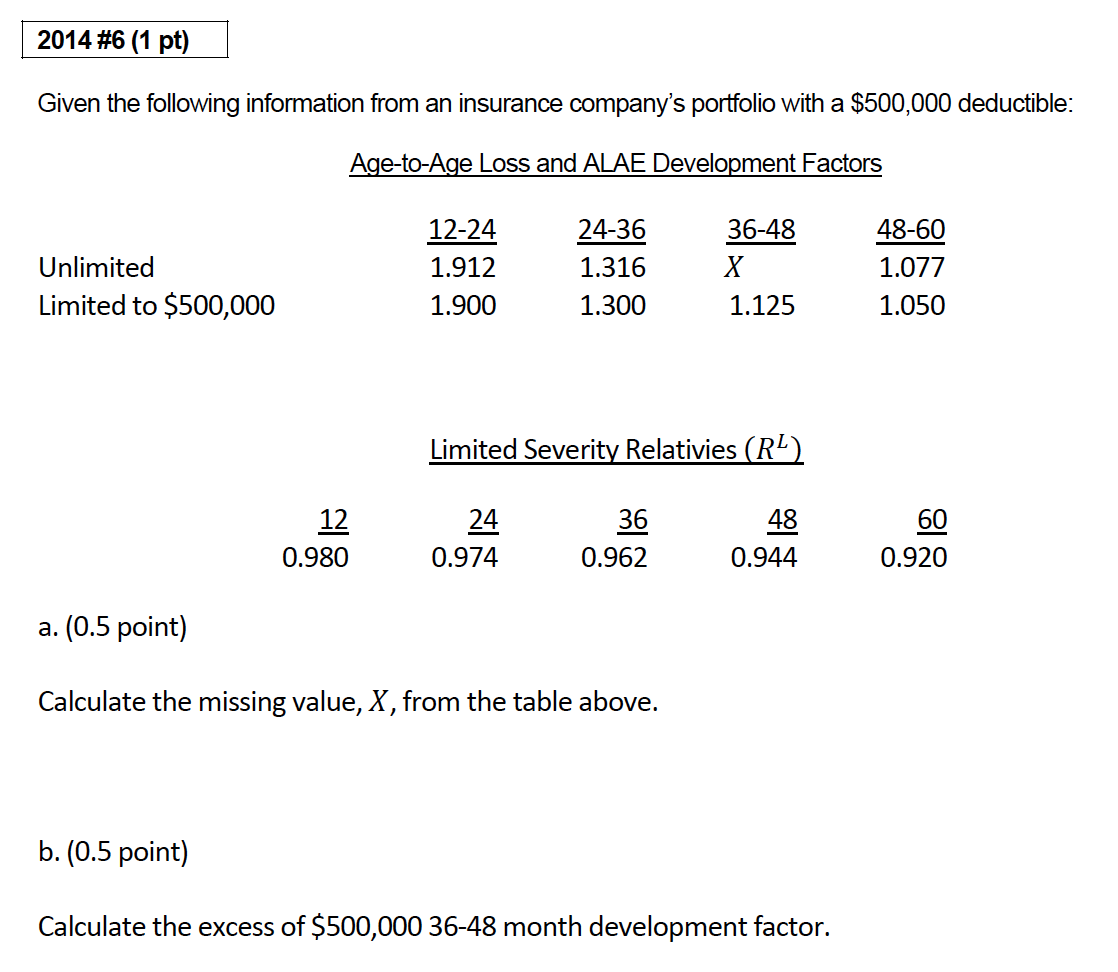 2014 #6 (1 pt)
Given the following information from an insurance company's portfolio with a $500,000 deductible:
Age-to-Age Loss and ALAE Development Factors
12-24 24-36 36-48 48-60
Unlimited 1.912 1.316 X 1.077
Limited to $500,000 1.900 1.300 1.125 1.050
Limited Severity Relativies (R^L)
12 24 36 48 60
0.980 0.974 0.962 0.944 0.920
a. (0.5 point)
Calculate the missing value, X, from the table above.
b. (0.5 point)
Calculate the excess of $500,000 36-48 month development factor.